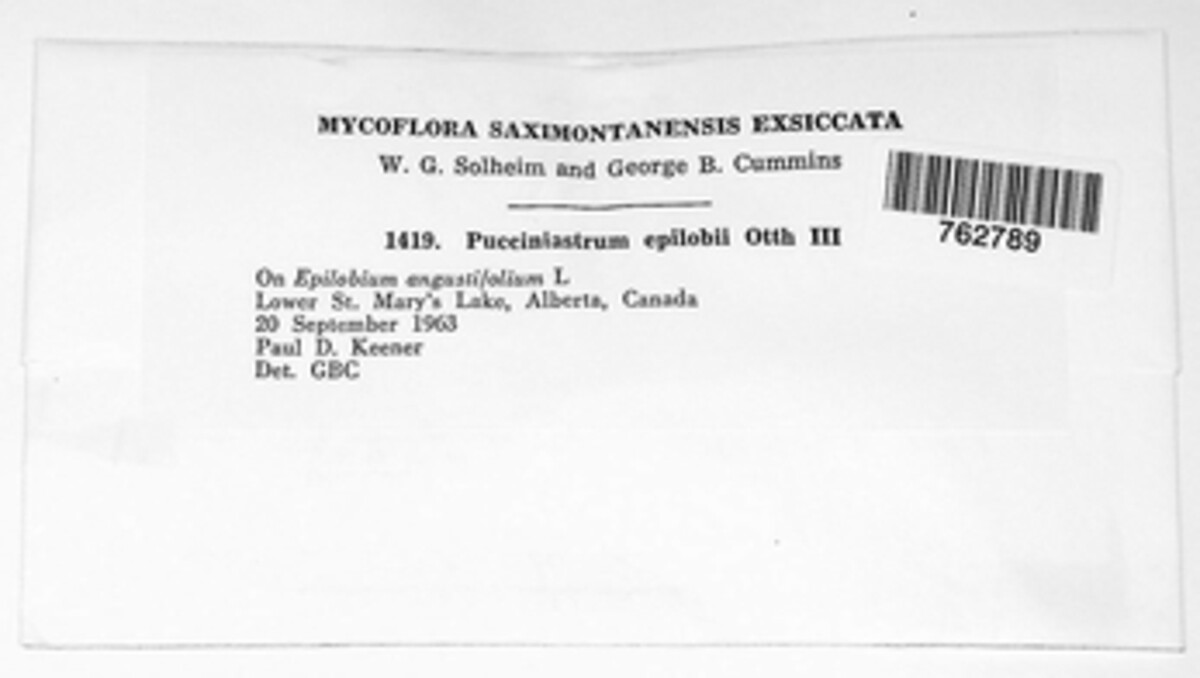 MYCOFLORA SAXIMONTANENSIS EXSICCATA
W. G. Solheim and George B. Cummins
1419. Pucciniastrum epilobii Otth III
762789
On Epilobium angustifolium L
Lower St. Mary's Lake, Alberta, Canada
20 September 1963
Paul D. Keener
Det. GBC